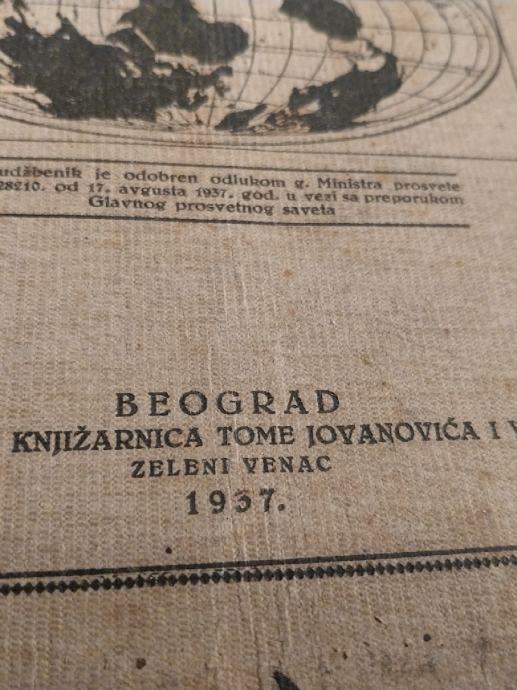 udžbenik je odobren odlukom g. Ministra prosvete
28210. od 17. avgusta 1937. god. u vezi sa preporukom
Glavnog prosvetnog saveta
BEOGRAD
KNJIŽARNICA TOME JOVANOVIĆA I V
ZELENI VENAC
1937.